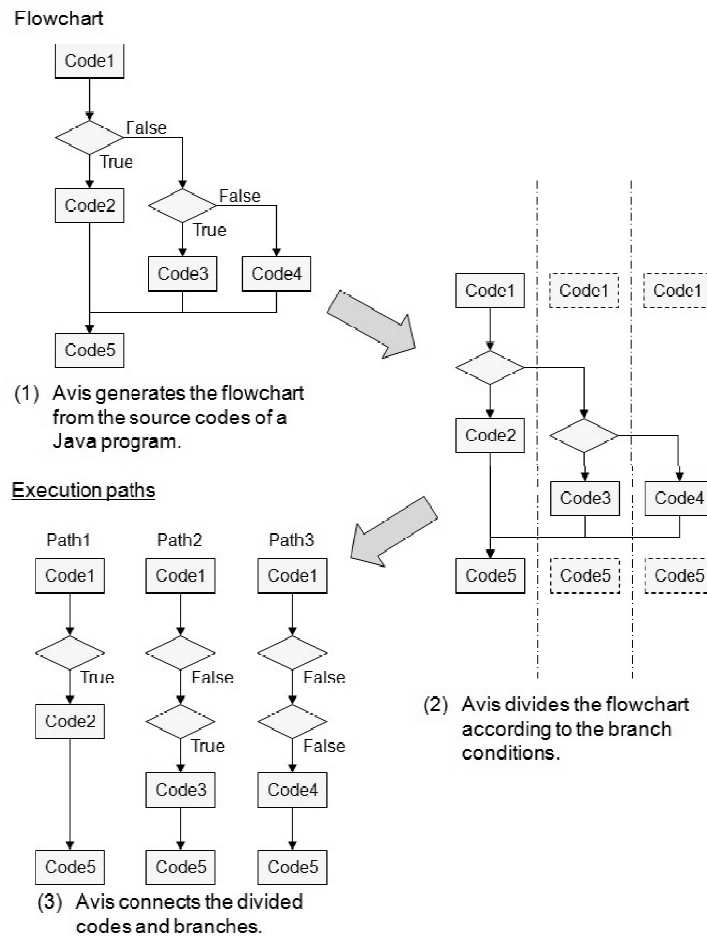 Flowchart
Code1
False
True
Code2
False
True
Code3
Code4
Code5
(1) Avis generates the flowchart
from the source codes of a
Java program.
Code1
Code1
Code1
Code2
Code3
Code4
Code5
Code5
Code5
(2) Avis divides the flowchart
according to the branch
conditions.
Execution paths
Path1
Path2
Path3
Code1
Code1
Code1
True
False
False
Code2
True
False
Code3
Code4
Code5
Code5
Code5
(3) Avis connects the divided
codes and branches.